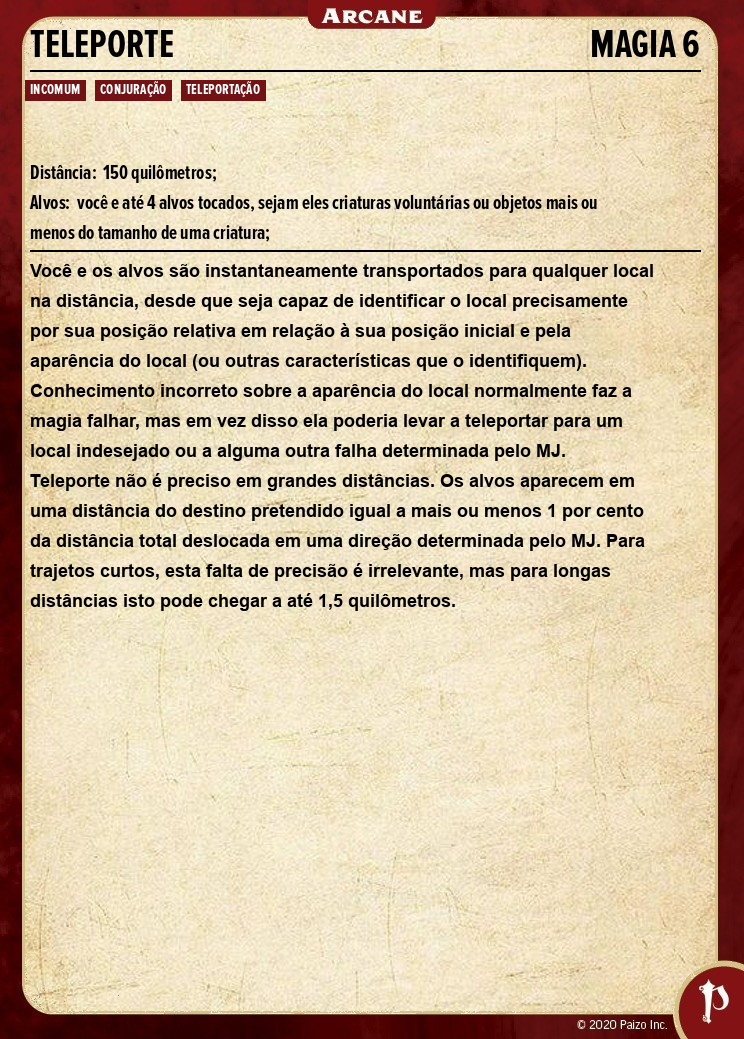 ARCANE
TELEPORTE MAGIA 6
INCOMUM CONJURAÇÃO TELEPORTAÇÃO
Distância: 150 quilômetros;
Alvos: você e até 4 alvos tocados, sejam eles criaturas voluntárias ou objetos mais ou
menos do tamanho de uma criatura;
Você e os alvos são instantaneamente transportados para qualquer local
na distância, desde que seja capaz de identificar o local precisamente
por sua posição relativa em relação à sua posição inicial e pela
aparência do local (ou outras características que o identifiquem).
Conhecimento incorreto sobre a aparência do local normalmente faz a
magia falhar, mas em vez disso ela poderia levar a teleportar para um
local indesejado ou a alguma outra falha determinada pelo MJ.
Teleporte não é preciso em grandes distâncias. Os alvos aparecem em
uma distância do destino pretendido igual a mais ou menos 1 por cento
da distância total deslocada em uma direção determinada pelo MJ. Para
trajetos curtos, esta falta de precisão é irrelevante, mas para longas
distâncias isto pode chegar a até 1,5 quilômetros.
© 2020 Paizo Inc.
P